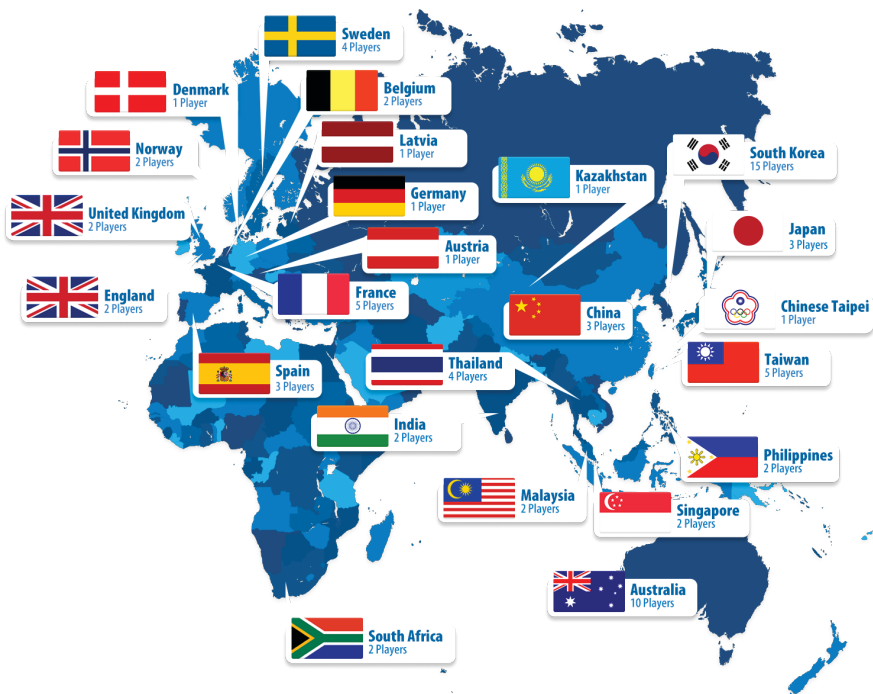 Sweden
4 Players
Denmark
1 Player
Belgium
2 Players
Norway
2 Players
Latvia
1 Player
South Korea
15 Players
Kazakhstan
1 Player
Germany
1 Player
United Kingdom
2 Players
Japan
3 Players
Austria
1 Player
England
2 Players
France
5 Players
China
3 Players
Chinese Taipei
1 Player
Spain
3 Players
Thailand
4 Players
Taiwan
5 Players
India
2 Players
Philippines
2 Players
Malaysia
2 Players
Singapore
2 Players
Australia
10 Players
South Africa
2 Players